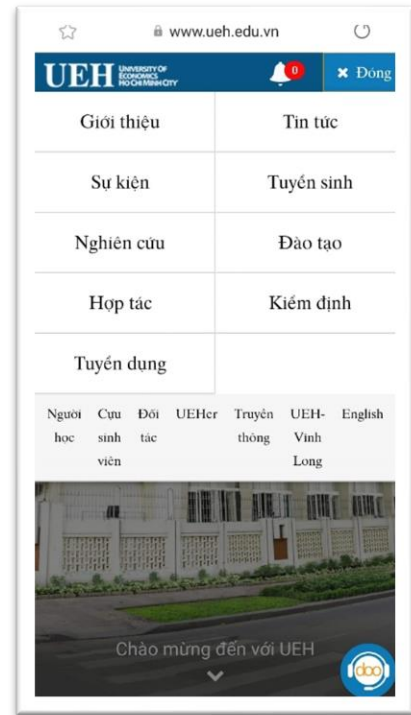 www.ueh.edu.vn
UEH UNIVERSITY OF
ECONOMICS
HO CHI MINH CITY
0
× Đóng
Giới thiệu
Tin tức
Sự kiện
Tuyển sinh
Nghiên cứu
Đào tạo
Hợp tác
Kiểm định
Tuyển dụng
Người
học
Cựu
sinh
viên
Đối
tác
UEHer
Truyền
thông
UEH-
Vĩnh
Long
English
Chào mừng đến với UEH
doo